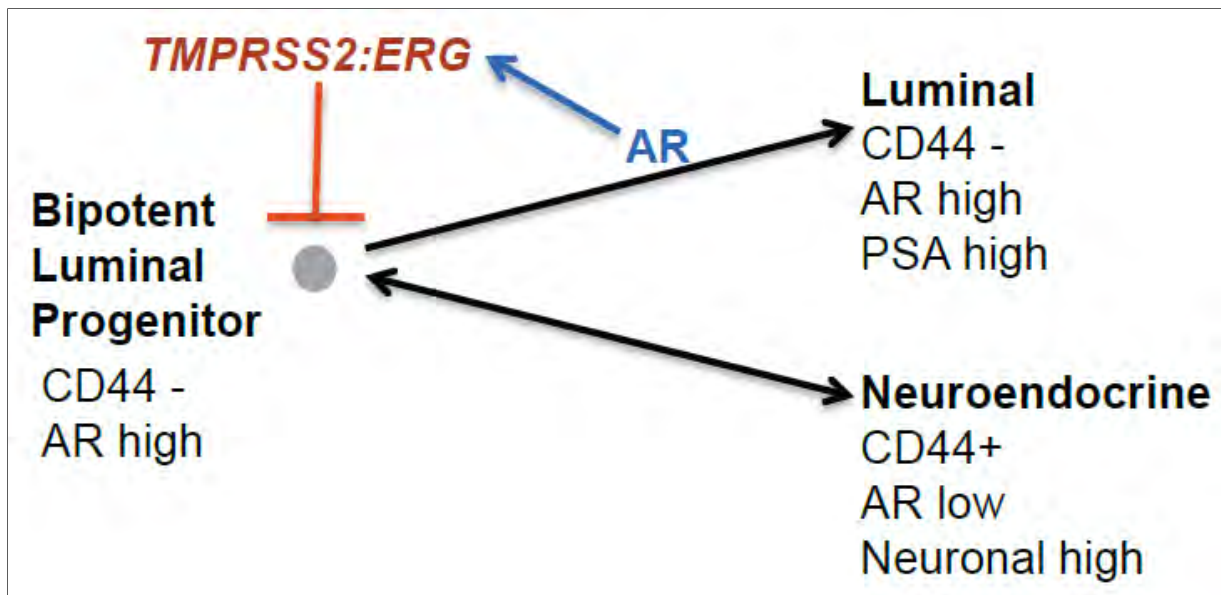 TMPRSS2:ERG
AR
Bipotent
Luminal
Progenitor
CD44 -
AR high
Luminal
CD44 -
AR high
PSA high
Neuroendocrine
CD44+
AR low
Neuronal high